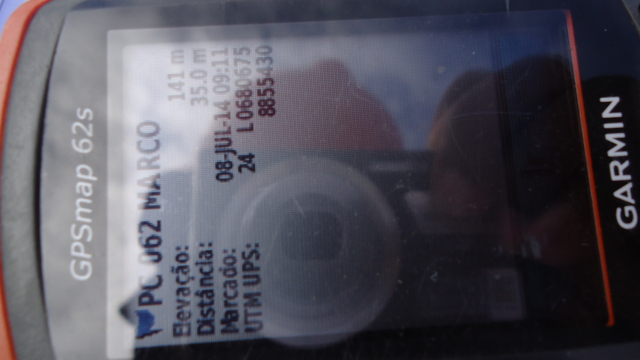 GPSmap 62s
PC 062 MARCO
Elevação: 141 m
Distância: 35.0 m
Marcado: 08-JUL-14 09:11
UTM UPS: 24 L0680675
8855430
GARMIN